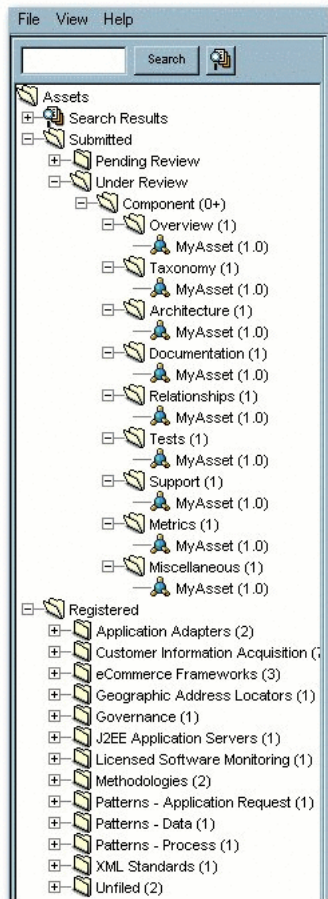 File View Help
Search
Assets
Search Results
Submitted
Pending Review
Under Review
Component (0+)
Overview (1)
MyAsset (1.0)
Taxonomy (1)
MyAsset (1.0)
Architecture (1)
MyAsset (1.0)
Documentation (1)
MyAsset (1.0)
Relationships (1)
MyAsset (1.0)
Tests (1)
MyAsset (1.0)
Support (1)
MyAsset (1.0)
Metrics (1)
MyAsset (1.0)
Miscellaneous (1)
MyAsset (1.0)
Registered
Application Adapters (2)
Customer Information Acquisition
eCommerce Frameworks (3)
Geographic Address Locators (1)
Governance (1)
J2EE Application Servers (1)
Licensed Software Monitoring (1)
Methodologies (2)
Patterns - Application Request (1)
Patterns - Data (1)
Patterns - Process (1)
XML Standards (1)
Unfiled (2)